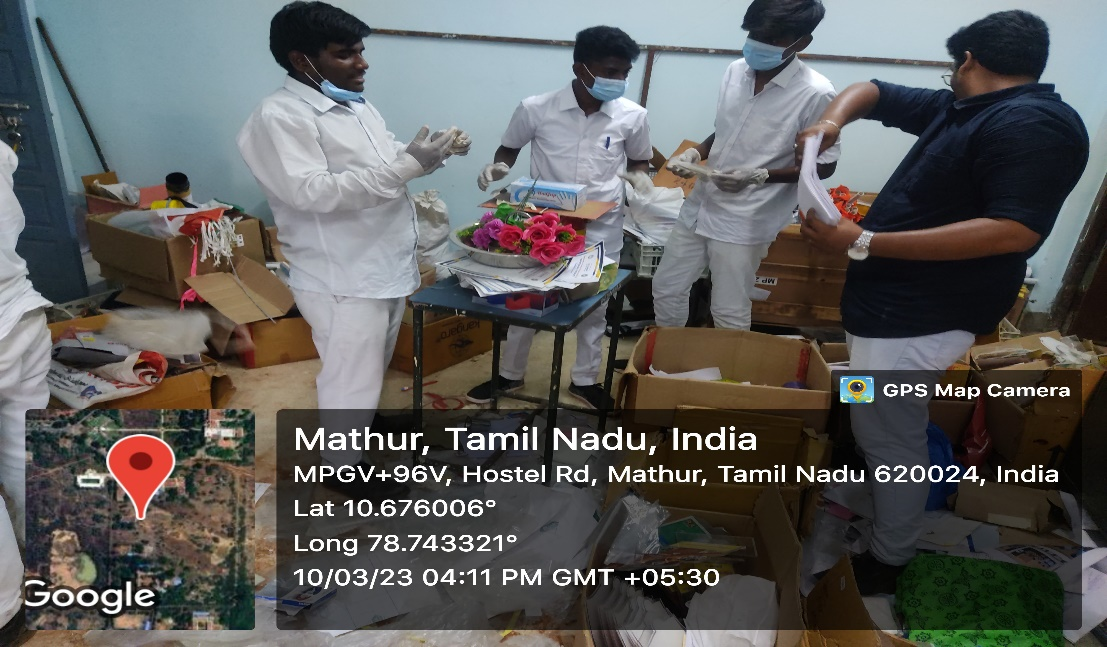 GPS Map Camera
Mathur, Tamil Nadu, India
MPGV+96V, Hostel Rd, Mathur, Tamil Nadu 620024, India
Lat 10.676006°
Long 78.743321°
10/03/23 04:11 PM GMT +05:30
Google